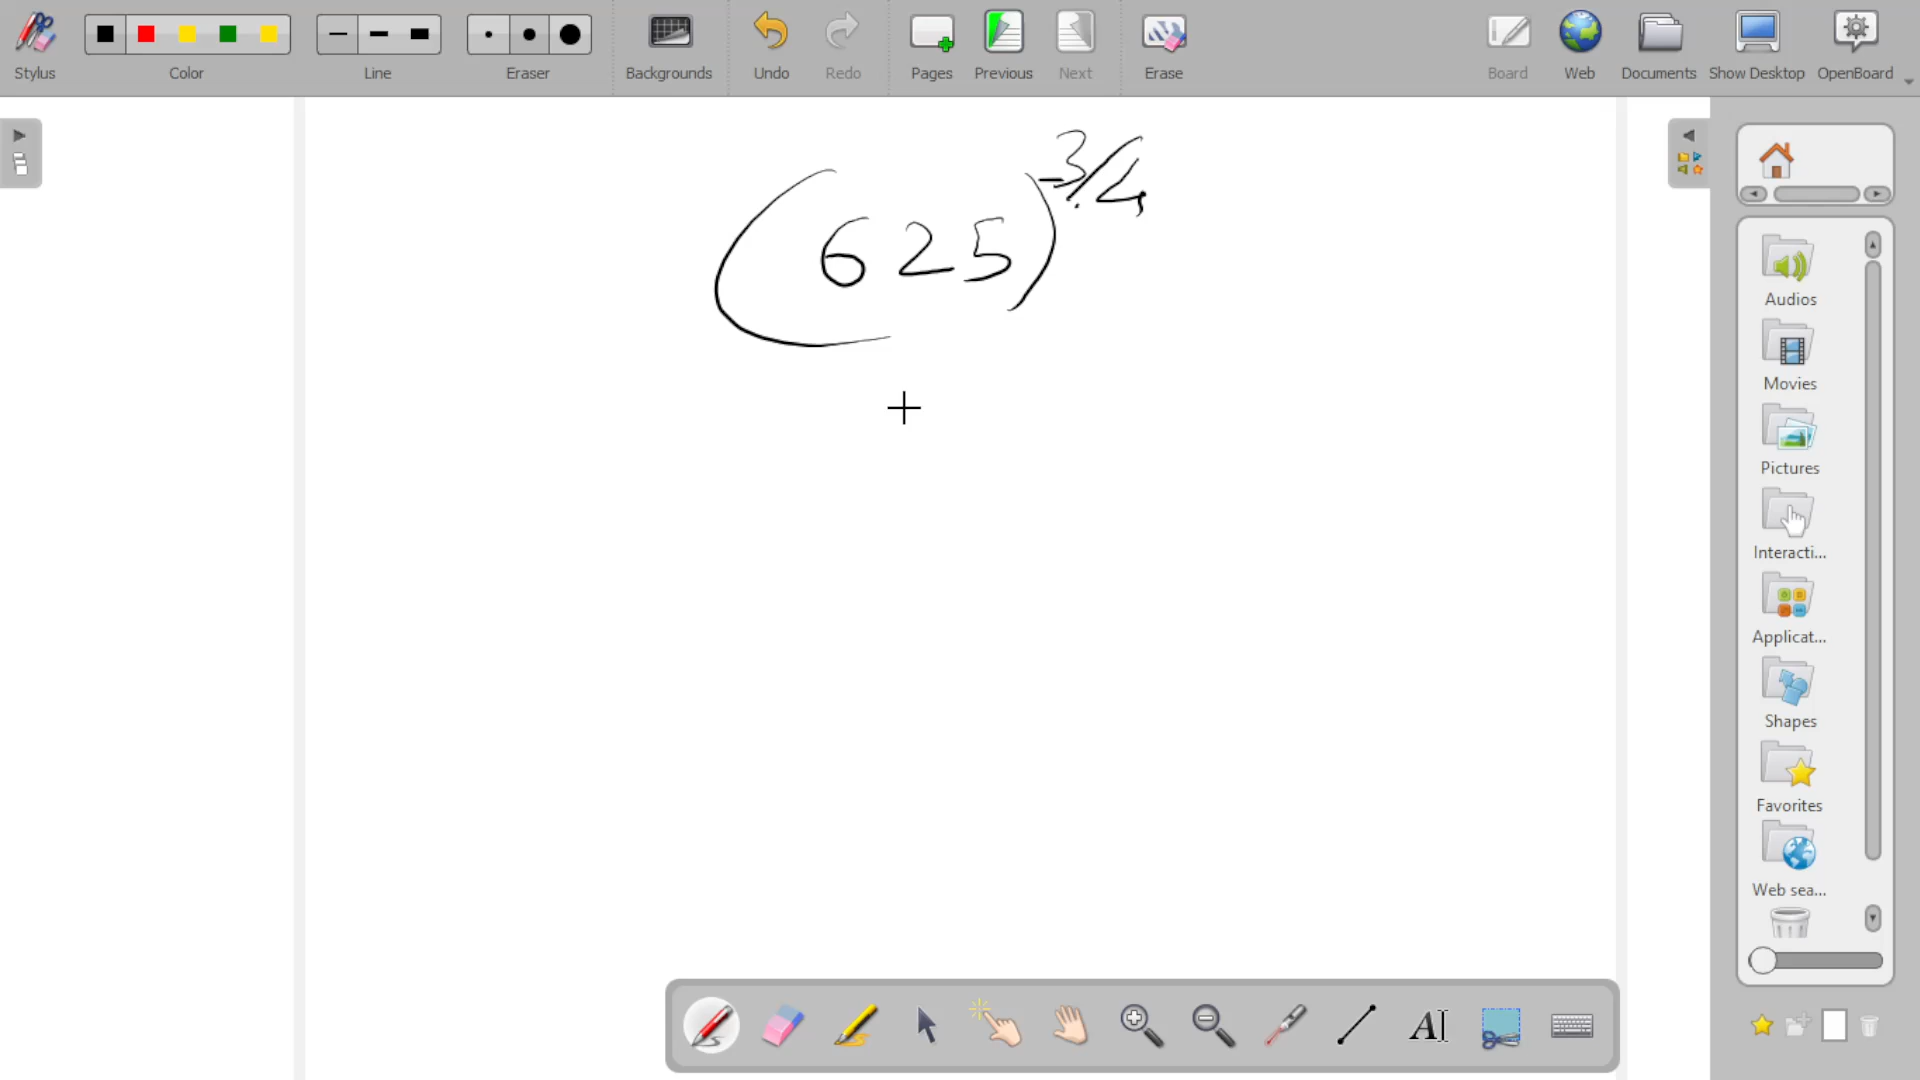 Stylus
Color
Line
Eraser
Backgrounds
Undo
Redo
Pages
Previous
Next
Erase
Board
Web
Documents
Show Desktop
OpenBoard
(625)^-3/4
Audios
Movies
Pictures
Interacti...
Applicat...
Shapes
Favorites
Web sea...
A